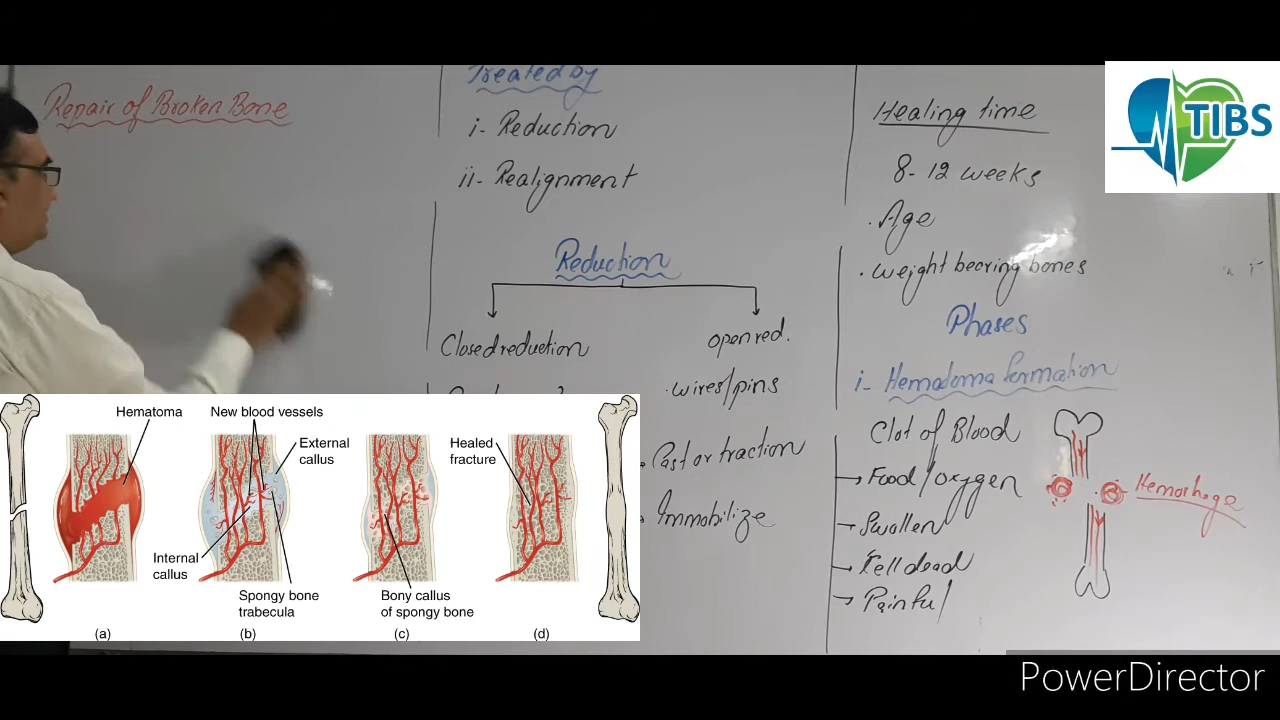 Repair of Broken Bone
Treated by
i- Reduction
ii- Realignment
Reduction
Closed reduction
open red.
. wires/pins
. Cast or traction
. Immobilize
Healing time
8-12 weeks
. Age
. weight bearing bones
Phases
i- Hematoma formation
Clot of Blood
Food/oxygen
Swollen
Cell dead
Painful
Hemorhage
TIBS
Hematoma
New blood vessels
External
callus
Internal
callus
Spongy bone
trabecula
Bony callus
of spongy bone
Healed
fracture
(a)
(b)
(c)
(d)
PowerDirector